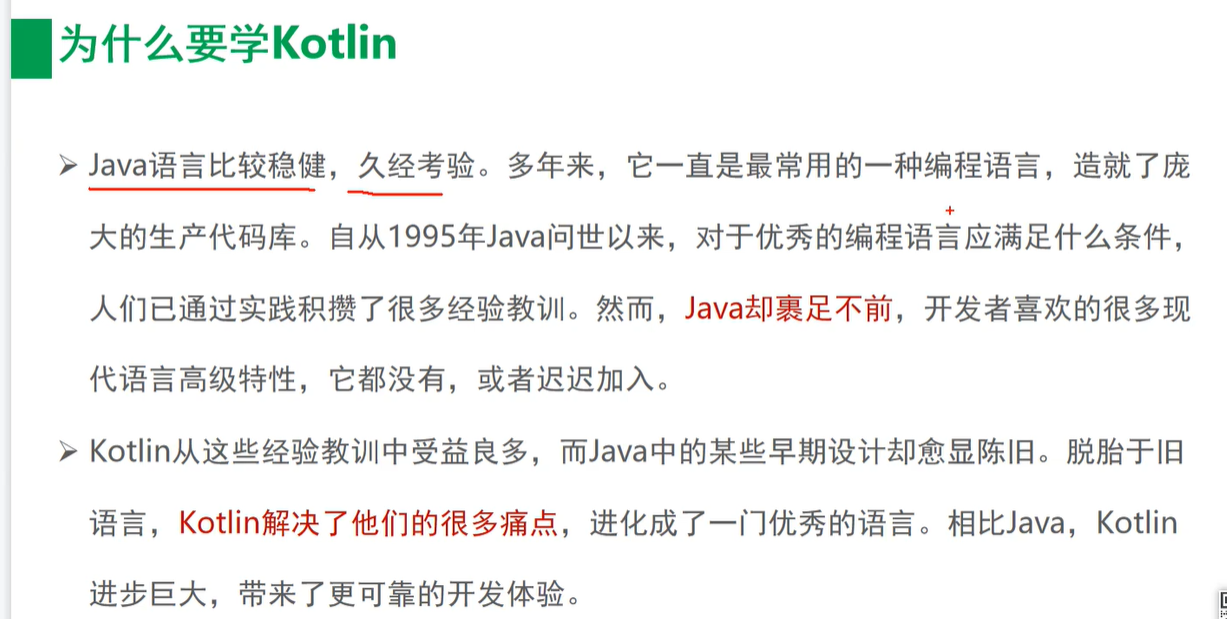 为什么要学Kotlin
➢ Java语言比较稳健，久经考验。多年来，它一直是最常用的一种编程语言，造就了庞
大的生产代码库。自从1995年Java问世以来，对于优秀的编程语言应满足什么条件，
人们已通过实践积攒了很多经验教训。然而，Java却裹足不前，开发者喜欢的很多现
代语言高级特性，它都没有，或者迟迟加入。
➢ Kotlin从这些经验教训中受益良多，而Java中的某些早期设计却愈显陈旧。脱胎于旧
语言，Kotlin解决了他们的很多痛点，进化成了一门优秀的语言。相比Java，Kotlin
进步巨大，带来了更可靠的开发体验。